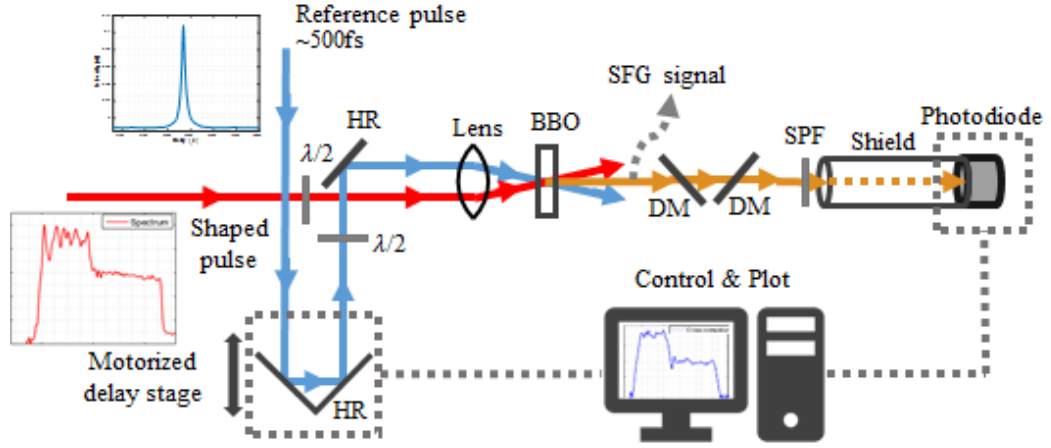 Reference pulse
~500fs
SFG signal
HR
Lens
BBO
SPF
Shield
Photodiode
λ/2
DM
DM
Spectrum
Shaped
pulse
λ/2
Control & Plot
Motorized
delay stage
HR